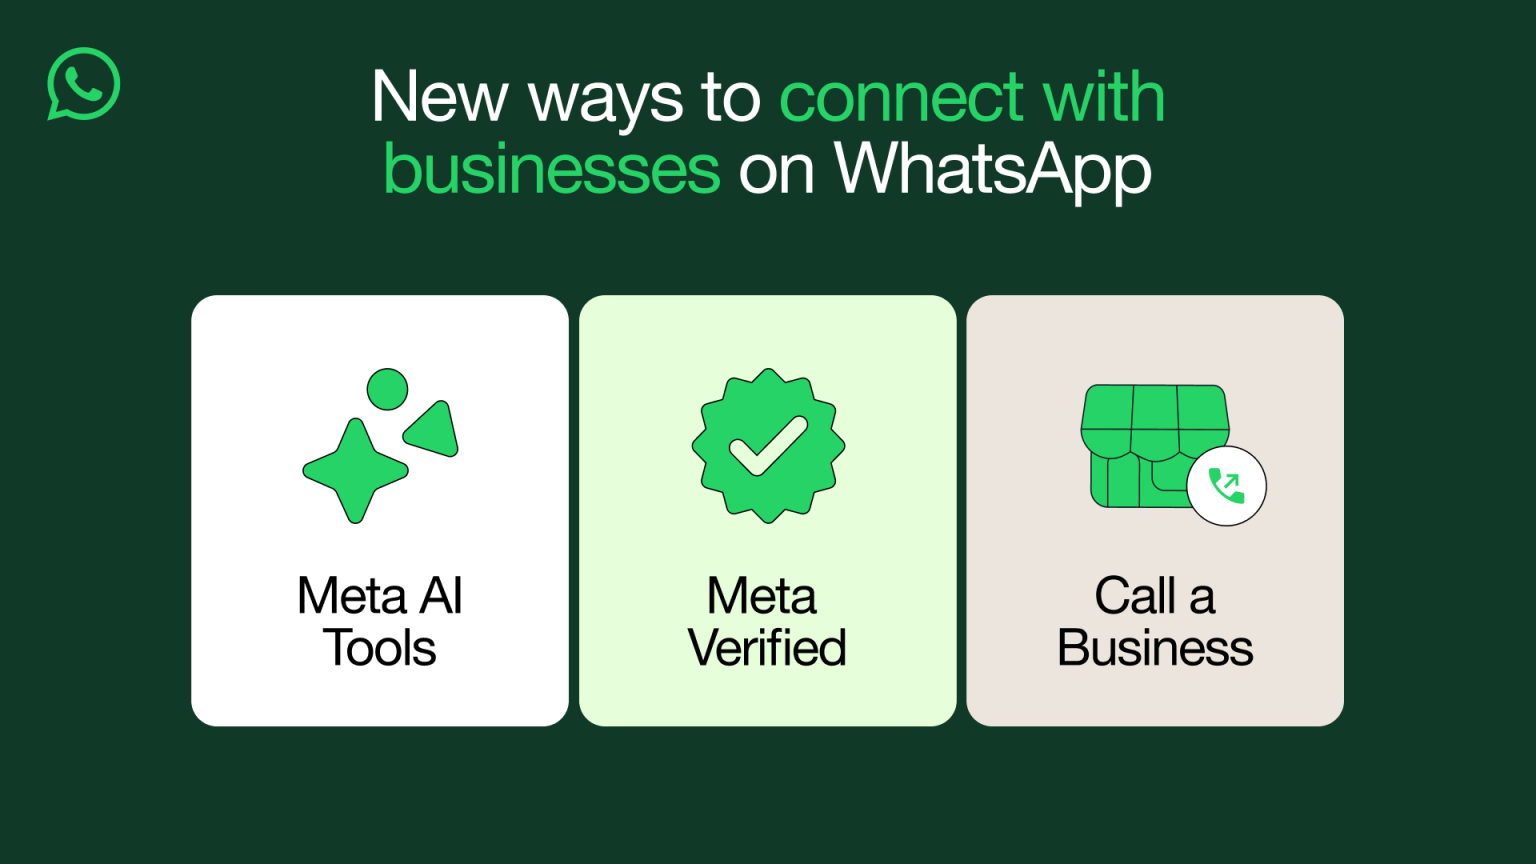 New ways to connect with
businesses on WhatsApp
Meta AI
Tools
Meta
Verified
Call a
Business